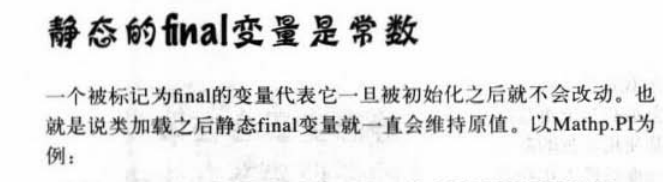 静态的final变量是常数
一个被标记为final的变量代表它一旦被初始化之后就不会改动。也
就是说类加载之后静态final变量就一直会维持原值。以Mathp.PI为
例：